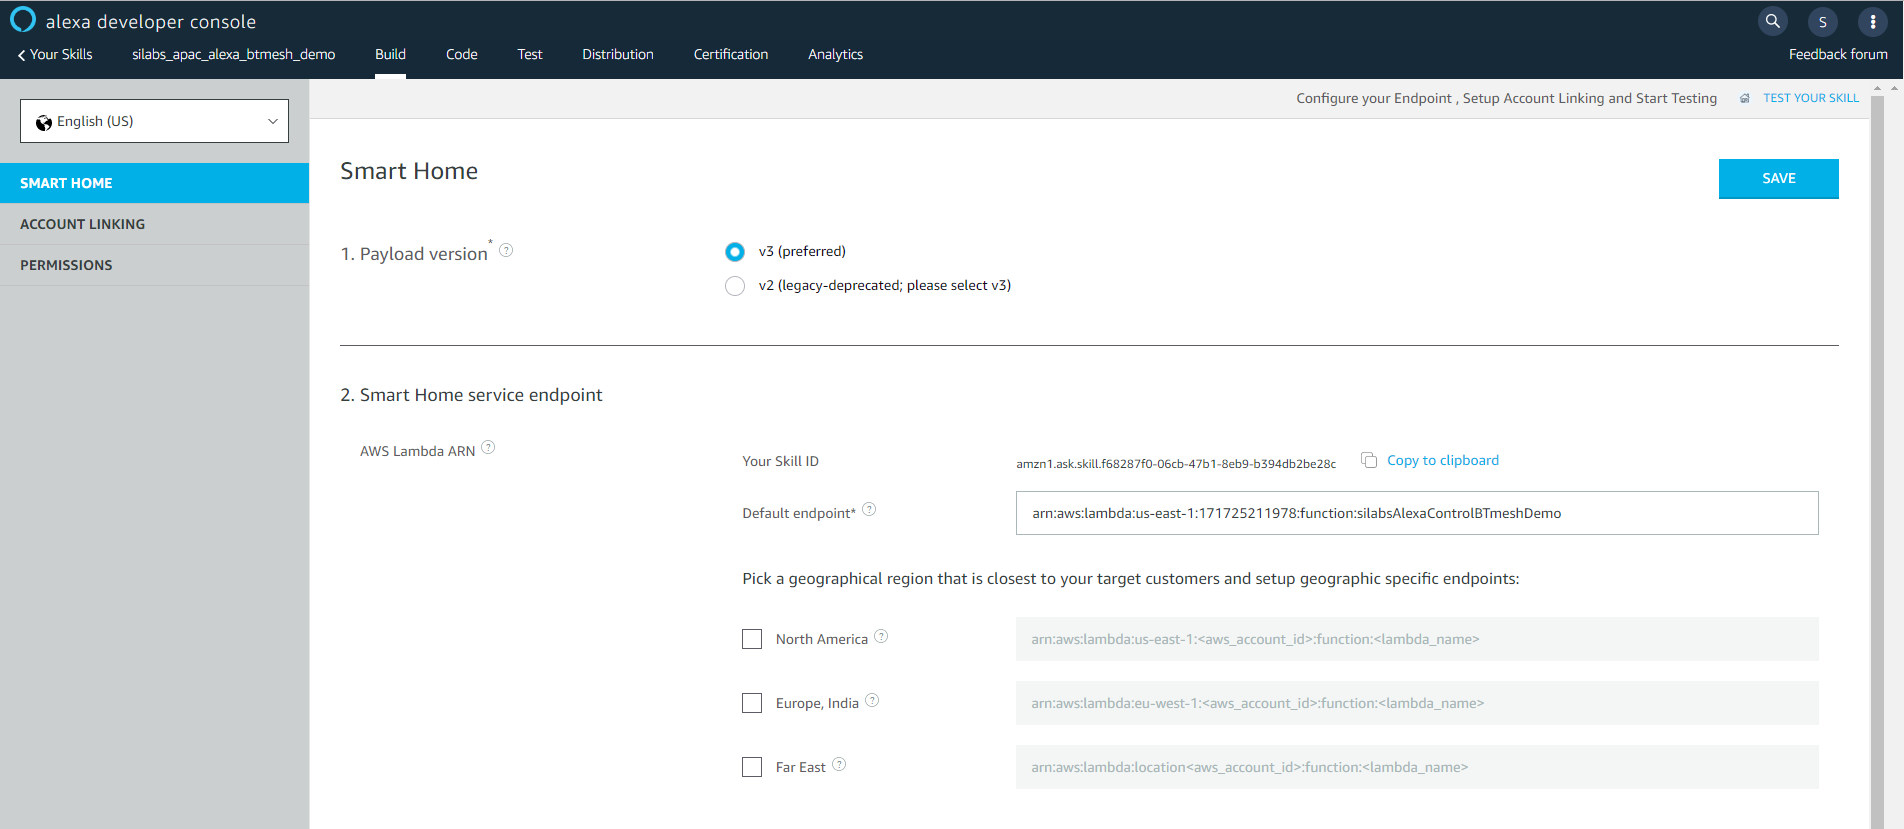 alexa developer console
S
Your Skills silabs_apac_alexa_btmesh_demo Build Code Test Distribution Certification Analytics Feedback forum
English (US)
Configure your Endpoint , Setup Account Linking and Start Testing TEST YOUR SKILL
SMART HOME
ACCOUNT LINKING
PERMISSIONS
Smart Home
SAVE
1. Payload version* ?
v3 (preferred)
v2 (legacy-deprecated; please select v3)
2. Smart Home service endpoint
AWS Lambda ARN ?
Your Skill ID amzn1.ask.skill.f68287f0-06cb-47b1-8eb9-b394db2be28c Copy to clipboard
Default endpoint* ? arn:aws:lambda:us-east-1:171725211978:function:silabsAlexaControlBTmeshDemo
Pick a geographical region that is closest to your target customers and setup geographic specific endpoints:
North America ? arn:aws:lambda:us-east-1:<aws_account_id>:function:<lambda_name>
Europe, India ? arn:aws:lambda:eu-west-1:<aws_account_id>:function:<lambda_name>
Far East ? arn:aws:lambda:location<aws_account_id>:function:<lambda_name>